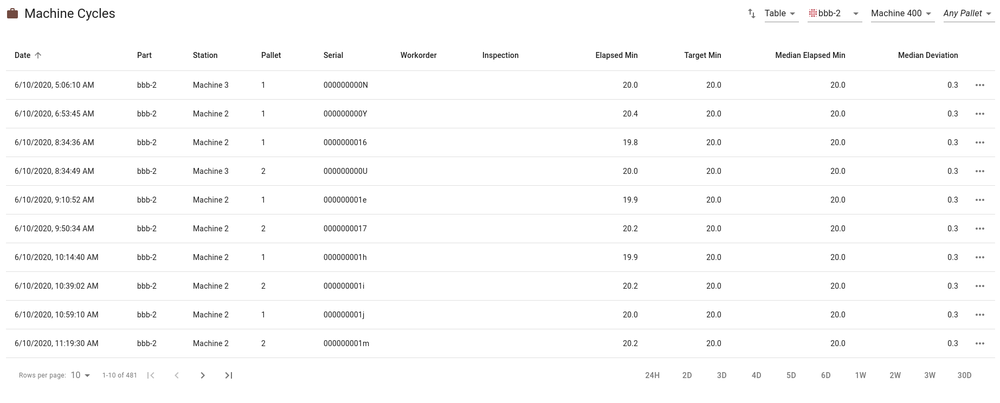 Machine Cycles Table bbb-2 Machine 400 Any Pallet
Date Part Station Pallet Serial Workorder Inspection Elapsed Min Target Min Median Elapsed Min Median Deviation
6/10/2020, 5:06:10 AM bbb-2 Machine 3 1 000000000N 20.0 20.0 20.0 0.3
6/10/2020, 6:53:45 AM bbb-2 Machine 2 1 000000000Y 20.4 20.0 20.0 0.3
6/10/2020, 8:34:36 AM bbb-2 Machine 2 1 0000000016 19.8 20.0 20.0 0.3
6/10/2020, 8:34:49 AM bbb-2 Machine 3 2 000000000U 20.0 20.0 20.0 0.3
6/10/2020, 9:10:52 AM bbb-2 Machine 2 1 000000001e 19.9 20.0 20.0 0.3
6/10/2020, 9:50:34 AM bbb-2 Machine 2 2 0000000017 20.2 20.0 20.0 0.3
6/10/2020, 10:14:40 AM bbb-2 Machine 2 1 000000001h 19.9 20.0 20.0 0.3
6/10/2020, 10:39:02 AM bbb-2 Machine 2 2 000000001i 20.2 20.0 20.0 0.3
6/10/2020, 10:59:10 AM bbb-2 Machine 2 1 000000001j 20.0 20.0 20.0 0.3
6/10/2020, 11:19:30 AM bbb-2 Machine 2 2 000000001m 20.2 20.0 20.0 0.3
Rows per page: 10 1-10 of 481 24H 2D 3D 4D 5D 6D 1W 2W 3W 30D